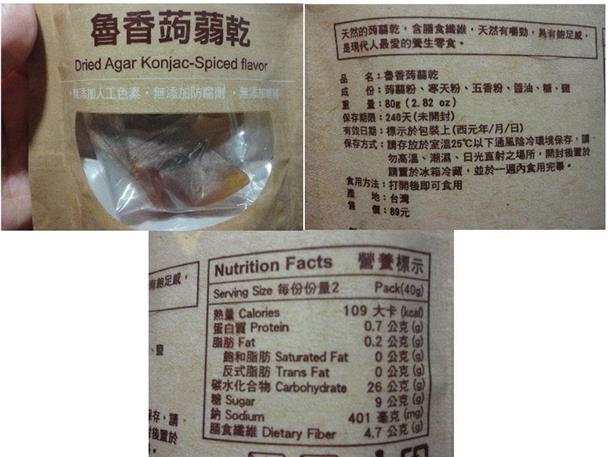 魯香蒟蒻乾
Dried Agar Konjac-Spiced flavor
無添加人工色素・無添加防腐劑・無添加
天然的蒟蒻乾，含膳食纖維，天然有嚼勁，具有飽足感，
是現代人最愛的養生零食。
品　名：魯香蒟蒻乾
成　份：蒟蒻粉、寒天粉、五香粉、醬油、糖、鹽
重　量：80g (2.82 oz)
保存期限：240天(未開封)
有效日期：標示於包裝上(西元年/月/日)
保存方式：請存放於室溫25℃以下通風陰冷環境保存，請
勿高溫、潮濕、日光直射之場所，開封後置於
請置於冰箱冷藏，並於一週內食用完畢。
食用方法：打開後即可食用
產　地：台灣
售　價：89元
有飽足感，
、鹽
保存，請
封後置於
Nutrition Facts 營養標示
Serving Size 每份份量2 Pack(40g)
熱量 Calories 109 大卡 (kcal)
蛋白質 Protein 0.7 公克 (g)
脂肪 Fat 0.2 公克 (g)
飽和脂肪 Saturated Fat 0 公克 (g)
反式脂肪 Trans Fat 0 公克 (g)
碳水化合物 Carbohydrate 26 公克 (g)
糖 Sugar 9 公克 (g)
鈉 Sodium 401 毫克 (mg)
膳食纖維 Dietary Fiber 4.7 公克 (g)